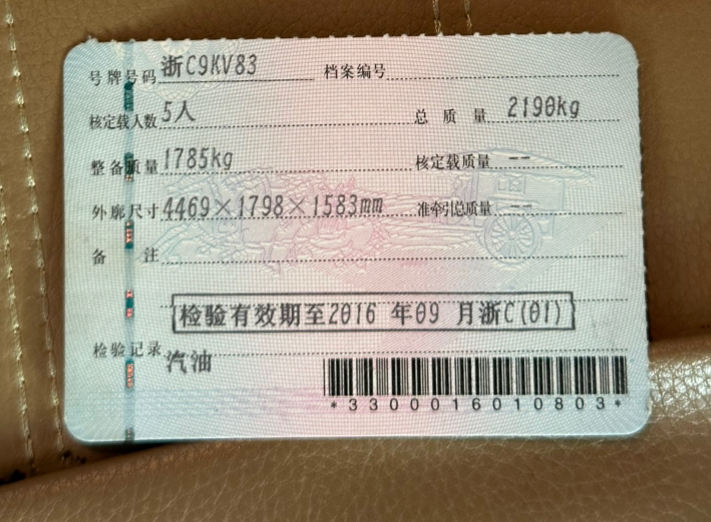 号牌号码 浙C9KV83 档案编号
核定载人数 5人 总质量 2190kg
整备质量 1785kg 核定载质量 --
外廓尺寸 4469×1798×1583mm 准牵引总质量 --
备注
检验有效期至2016 年09 月浙C(01)
检验记录 汽油
*3300016010803*